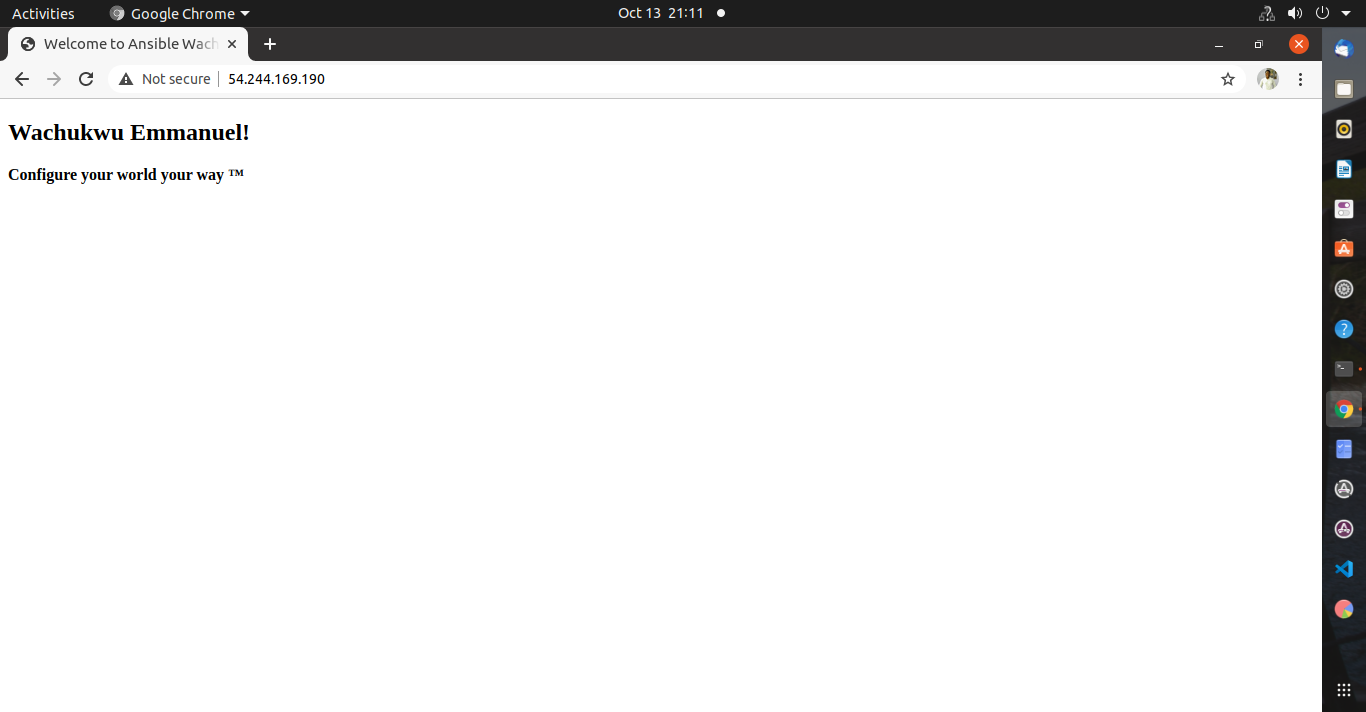 Activities
Google Chrome
Oct 13 21:11
Welcome to Ansible Wach
Not secure
54.244.169.190
Wachukwu Emmanuel!
Configure your world your way ™